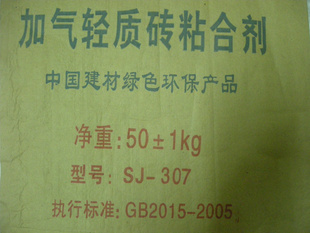 加气轻质砖粘合剂
中国建材绿色环保产品
净重:50±1kg
型号: SJ-307
执行标准: GB2015-2005